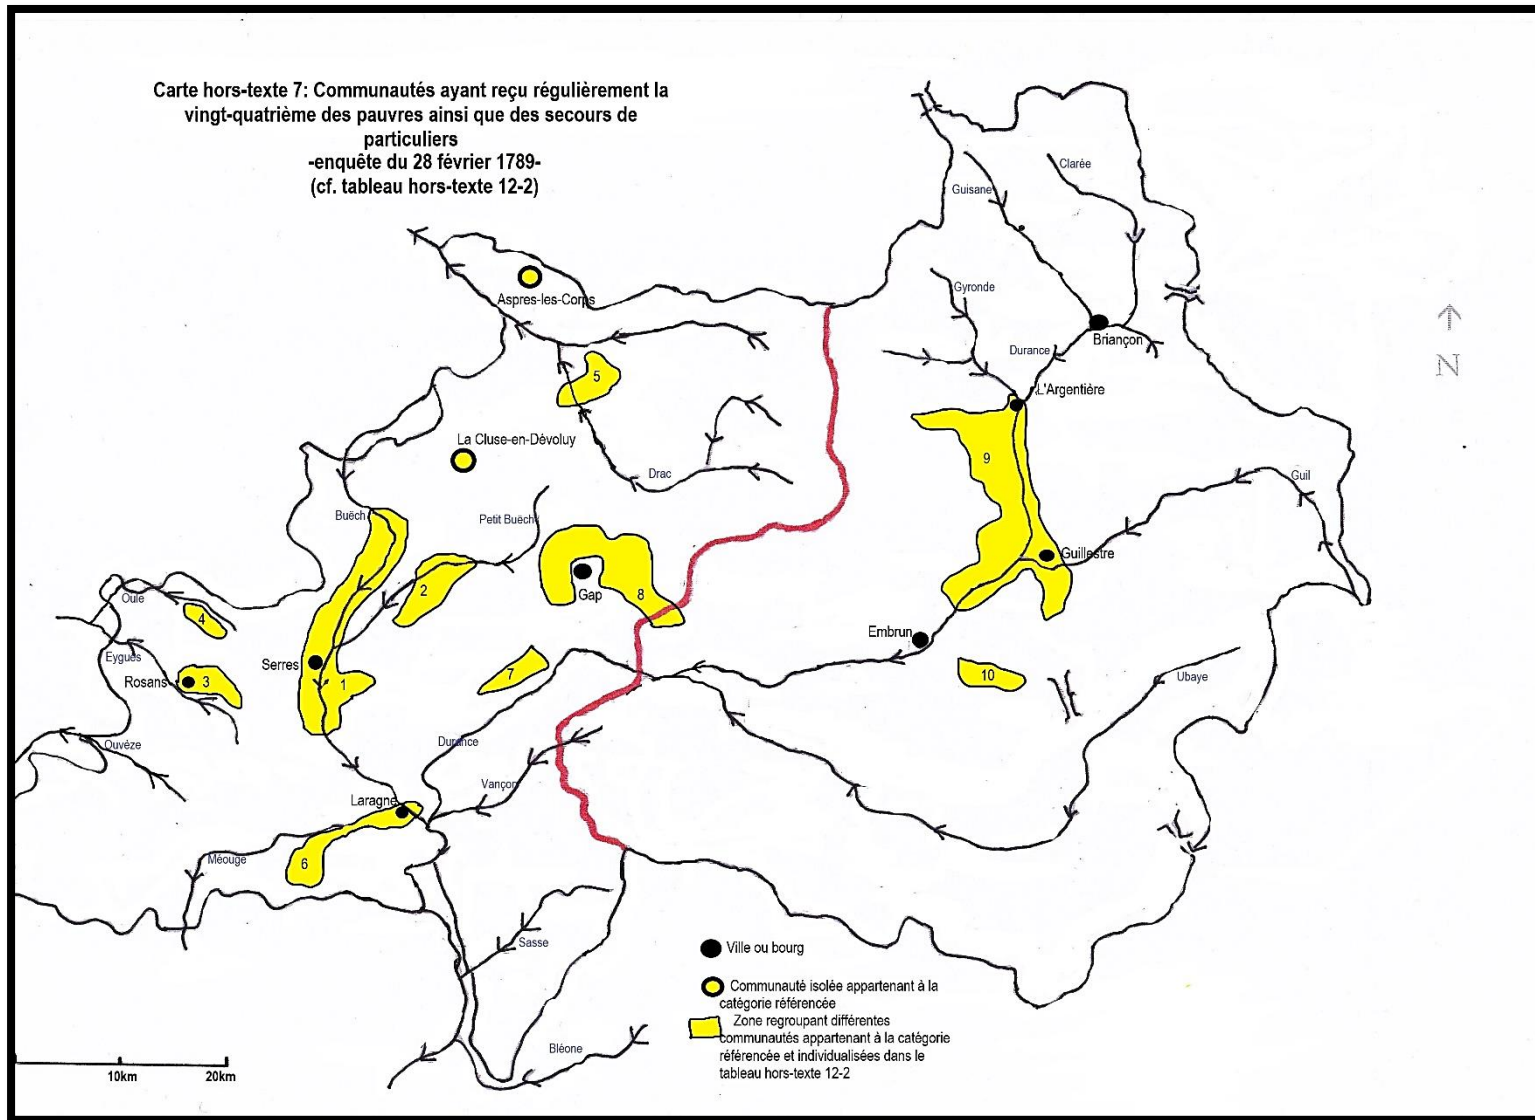 Carte hors-texte 7: Communautés ayant reçu régulièrement la
vingt-quatrième des pauvres ainsi que des secours de
particuliers
-enquête du 28 février 1789-
(cf. tableau hors-texte 12-2)
Clarée
Guisane
Aspres-les-Corps
Gyronde
Briançon
Durance
N
5
L'Argentière
La Cluse-en-Dévoluy
9
Drac
Guil
Buëch
Petit Buëch
Guillestre
2
Gap
8
Oule
4
Embrun
Eygues
Serres
Rosans
3
1
7
10
Ubaye
Ouvèze
Durance
Vançon
Laragne
Méouge
6
Sasse
Ville ou bourg
Communauté isolée appartenant à la
catégorie référencée
Zone regroupant différentes
communautés appartenant à la catégorie
référencée et individualisées dans le
tableau hors-texte 12-2
Bléone
10km
20km